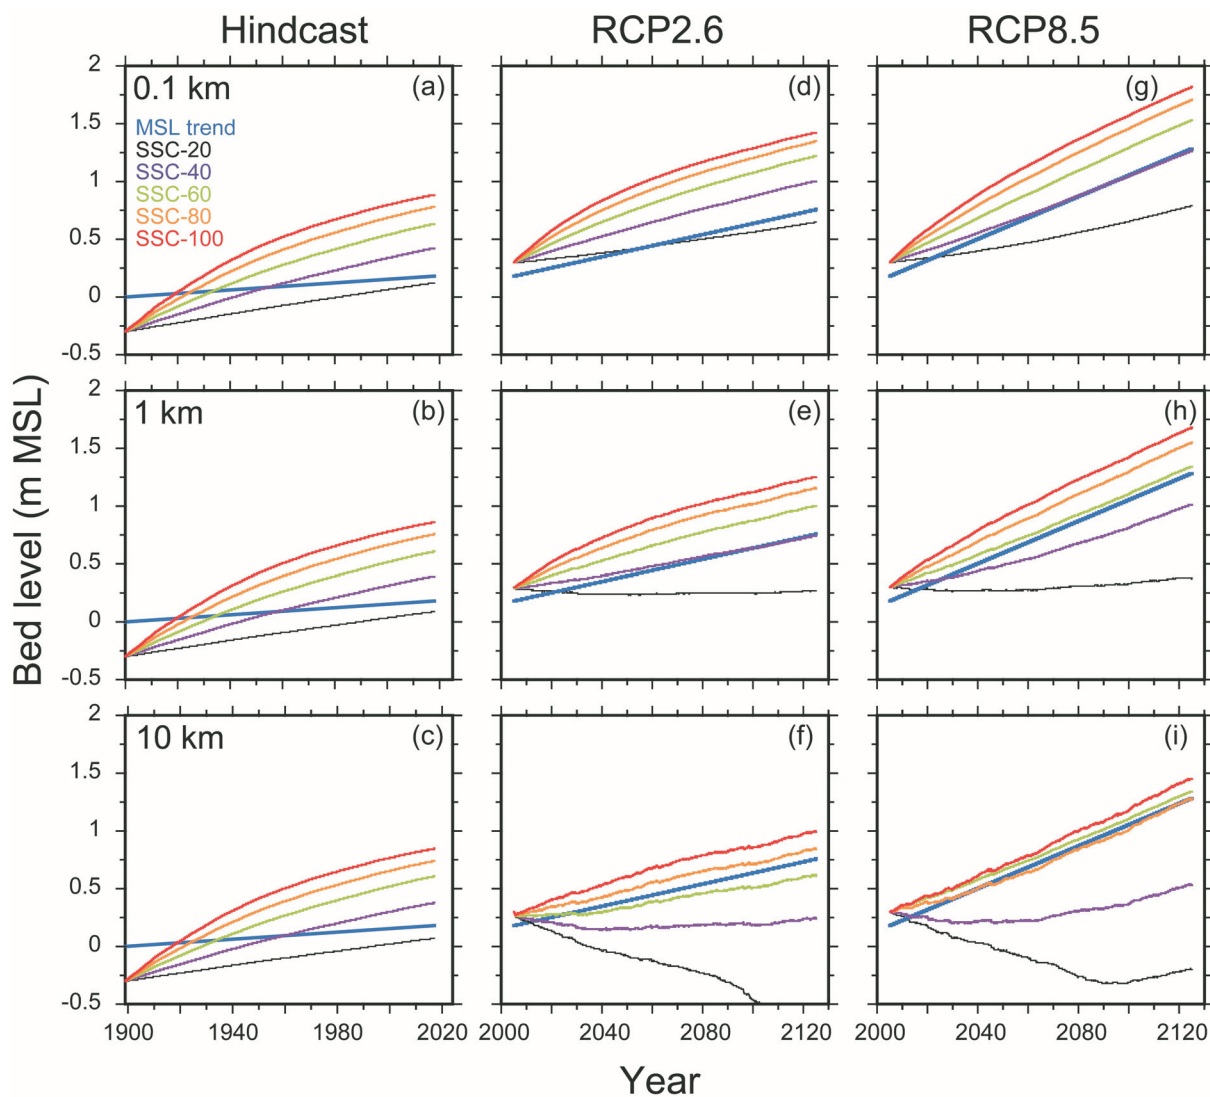 Hindcast RCP2.6 RCP8.5
2 0.1 km (a) (d) (g)
1.5
MSL trend
SSC-20
SSC-40
1
SSC-60
SSC-80
0.5
SSC-100
0
-0.5
2 1 km (b) (e) (h)
1.5
1
0.5
0
-0.5
2 10 km (c) (f) (i)
1.5
1
0.5
0
-0.5
Bed level (m MSL)
1900 1940 1980 2020 2000 2040 2080 2120 2000 2040 2080 2120
Year